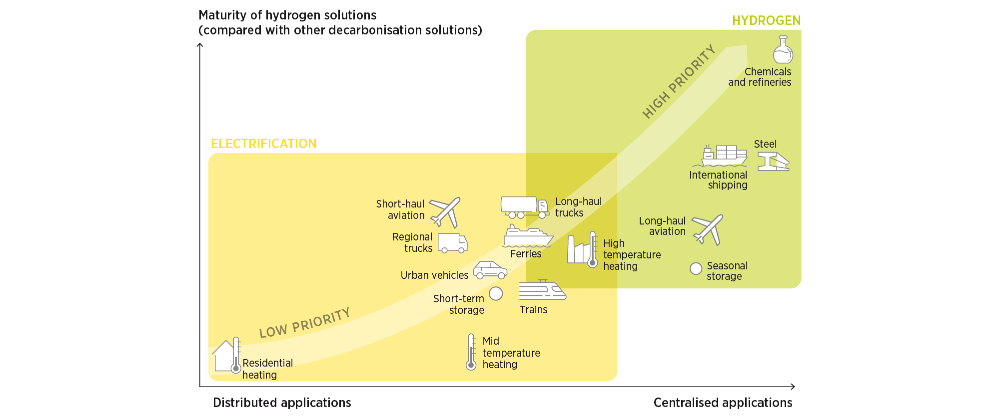 Maturity of hydrogen solutions
(compared with other decarbonisation solutions)
HYDROGEN
HIGH PRIORITY
Chemicals
and refineries
ELECTRIFICATION
Steel
International
shipping
Short-haul
aviation
Long-haul
trucks
Long-haul
aviation
Regional
trucks
Ferries
High
temperature
heating
Seasonal
storage
Urban vehicles
Short-term
storage
Trains
LOW PRIORITY
Mid
temperature
heating
Residential
heating
Distributed applications
Centralised applications